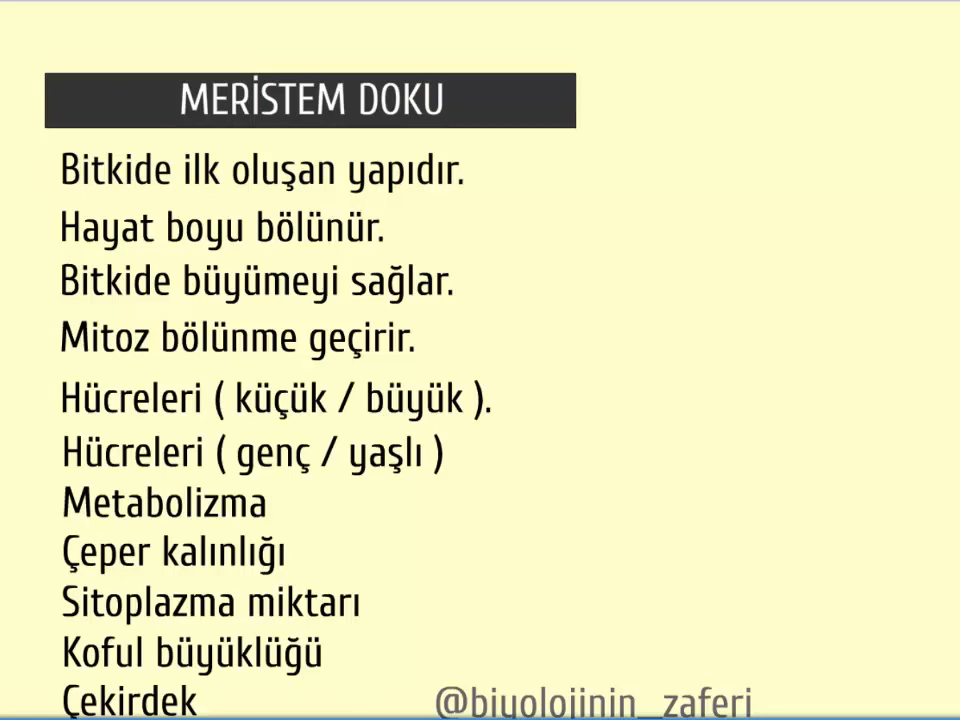 MERİSTEM DOKU
Bitkide ilk oluşan yapıdır.
Hayat boyu bölünür.
Bitkide büyümeyi sağlar.
Mitoz bölünme geçirir.
Hücreleri ( küçük / büyük ).
Hücreleri ( genç / yaşlı )
Metabolizma
Çeper kalınlığı
Sitoplazma miktarı
Koful büyüklüğü
Çekirdek
@biyolojinin_zaferi